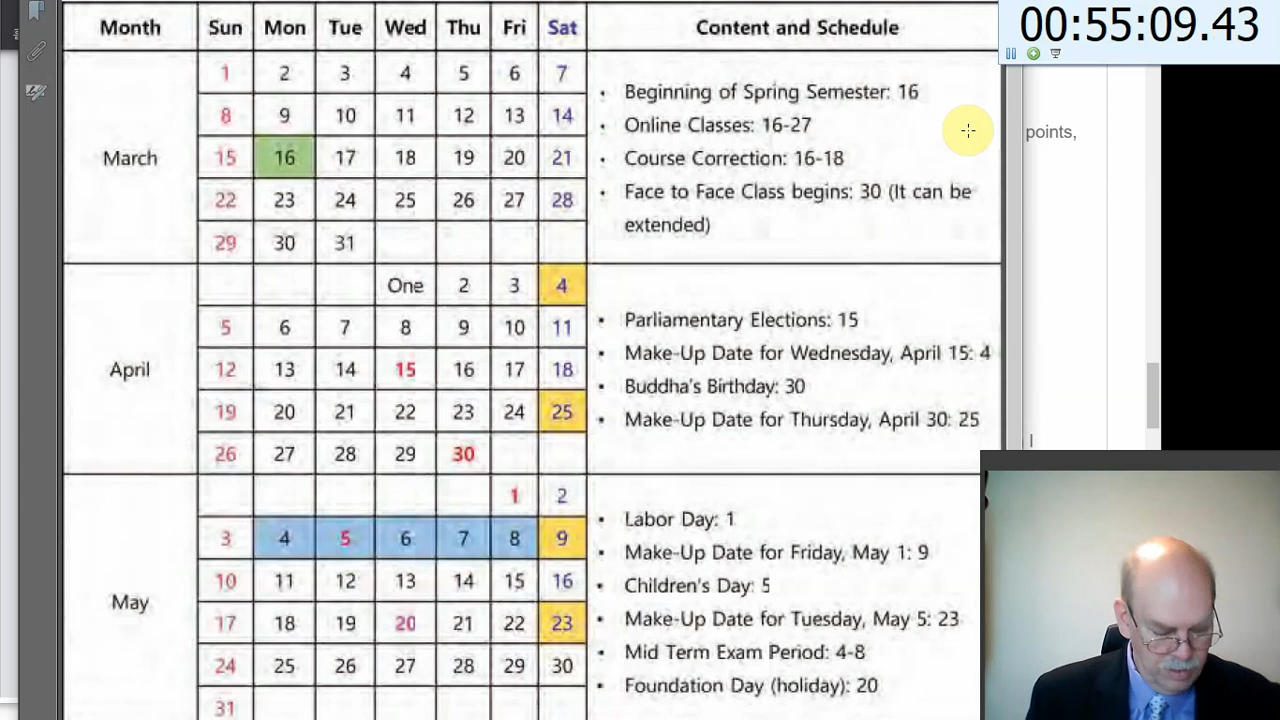 00:55:09.43
Month Sun Mon Tue Wed Thu Fri Sat Content and Schedule
March
1 2 3 4 5 6 7
8 9 10 11 12 13 14
15 16 17 18 19 20 21
22 23 24 25 26 27 28
29 30 31
· Beginning of Spring Semester: 16
· Online Classes: 16-27
· Course Correction: 16-18
· Face to Face Class begins: 30 (It can be
extended)
April
One 2 3 4
5 6 7 8 9 10 11
12 13 14 15 16 17 18
19 20 21 22 23 24 25
26 27 28 29 30
· Parliamentary Elections: 15
· Make-Up Date for Wednesday, April 15: 4
· Buddha's Birthday: 30
· Make-Up Date for Thursday, April 30: 25
May
1 2
3 4 5 6 7 8 9
10 11 12 13 14 15 16
17 18 19 20 21 22 23
24 25 26 27 28 29 30
31
· Labor Day: 1
· Make-Up Date for Friday, May 1: 9
· Children's Day: 5
· Make-Up Date for Tuesday, May 5: 23
· Mid Term Exam Period: 4-8
· Foundation Day (holiday): 20
points,